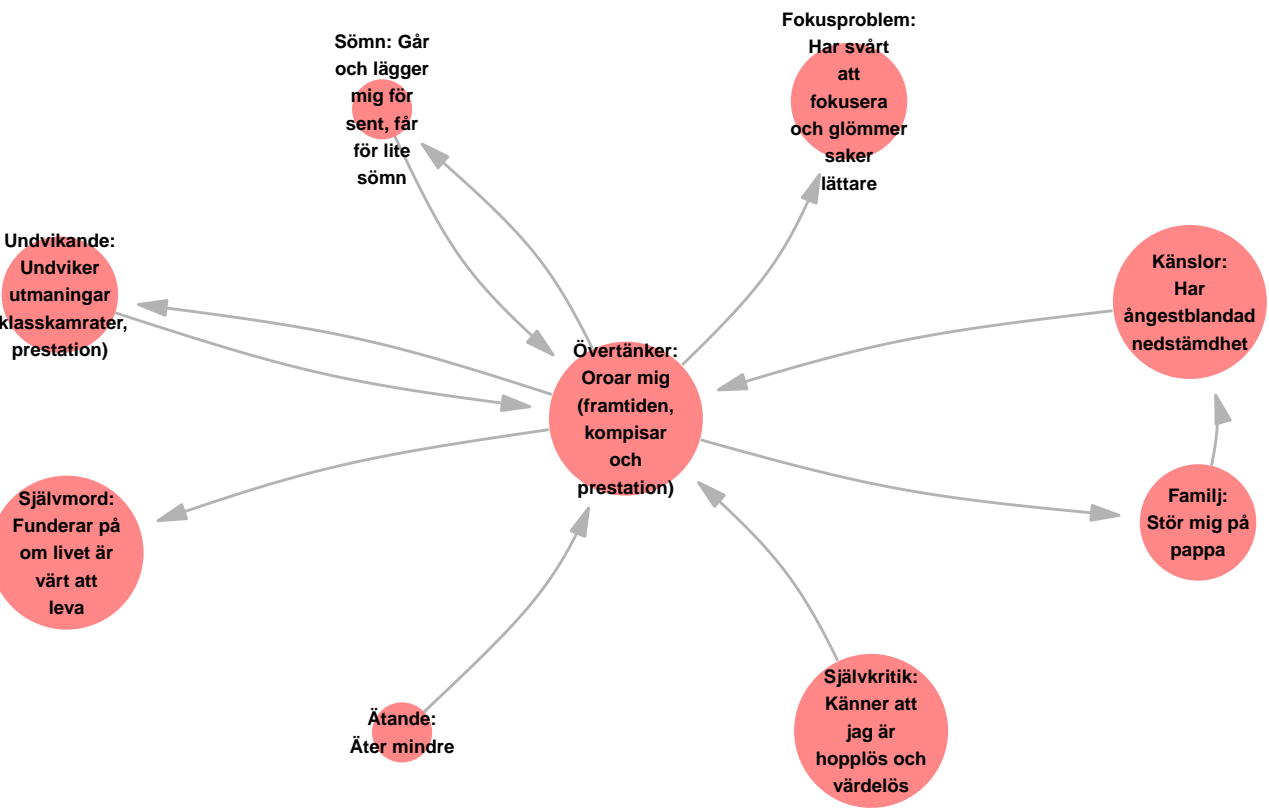 Fokusproblem:
Har svårt
att
fokusera
och glömmer
saker
lättare
Sömn: Går
och lägger
mig för
sent, får
för lite
sömn
Undvikande:
Undviker
utmaningar
klasskamrater,
prestation)
Känslor:
Har
ångestblandad
nedstämdhet
Övertänker:
Oroar mig
(framtiden,
kompisar
och
prestation)
Självmord:
Funderar på
om livet är
värt att
leva
Familj:
Stör mig på
pappa
Ätande:
Äter mindre
Självkritik:
Känner att
jag är
hopplös och
värdelös